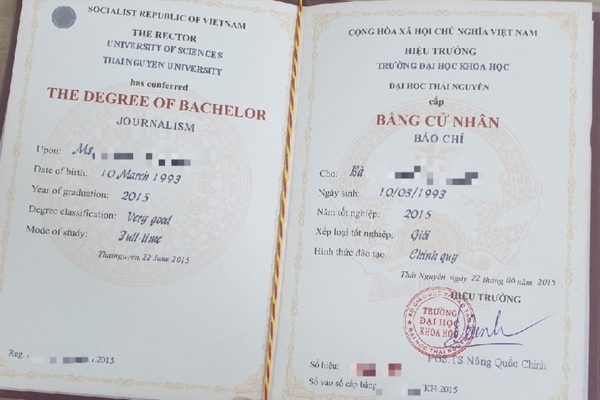 SOCIALIST REPUBLIC OF VIETNAM
THE RECTOR
UNIVERSITY OF SCIENCES
THAINGUYEN UNIVERSITY
has conferred
THE DEGREE OF BACHELOR
JOURNALISM
Upon: Ms.
Date of birth: 10 March 1993
Year of graduation: 2015
Degree classification: Very good
Mode of study: Full-time
Thainguyen, 22 June 2015
Reg. 2015
CỘNG HÒA XÃ HỘI CHỦ NGHĨA VIỆT NAM
HIỆU TRƯỞNG
TRƯỜNG ĐẠI HỌC KHOA HỌC
ĐẠI HỌC THÁI NGUYÊN
cấp
BẰNG CỬ NHÂN
BÁO CHÍ
Cho: Bà
Ngày sinh: 10/03/1993
Năm tốt nghiệp: 2015
Xếp loại tốt nghiệp: Giỏi
Hình thức đào tạo: Chính quy
Thái Nguyên, ngày 22 tháng 06 năm 2015
HIỆU TRƯỞNG
TRƯỜNG
ĐẠI HỌC
KHOA HỌC
PGS.TS Nông Quốc Chinh
Số hiệu:
Số vào sổ cấp bằng KH 2015